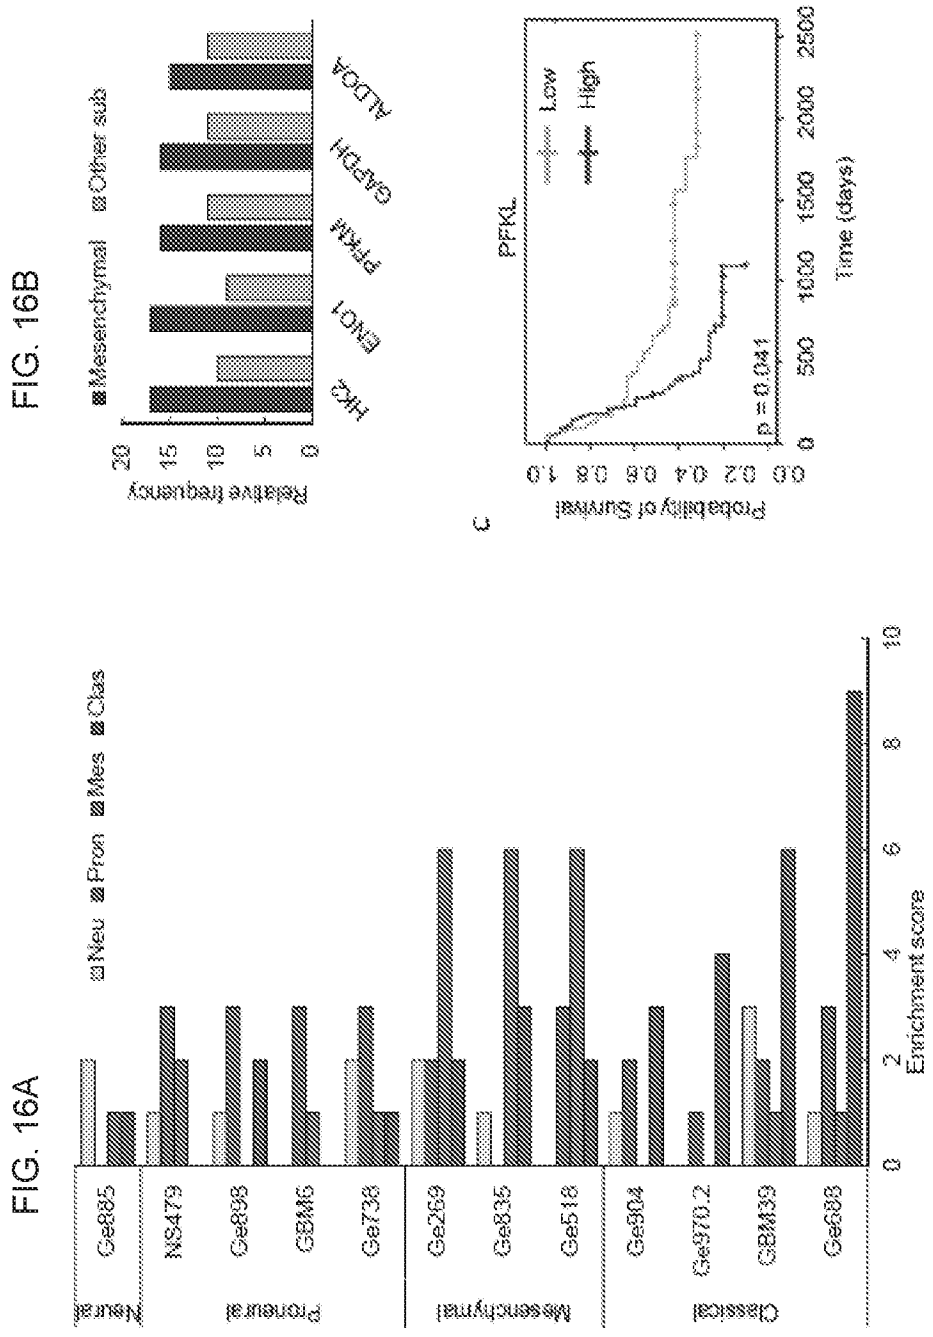 FIG. 16A
Neu Pron Mes Clas
Neural
Ge885
Proneural
NS479
Ge898
GBM6
Ge738
Mesenchymal
Ge269
Ge835
Ge518
Classical
Ge904
Ge970.2
GBM39
Ge688
0 2 4 6 8 10
Enrichment score
FIG. 16B
Mesenchymal Other sub
Relative frequency
20
15
10
5
0
HK2 ENO1 PFKM GAPDH ALDOA
C
PFKL
Low
High
Probability of Survival
1.0
0.8
0.6
0.4
0.2
0.0
p = 0.041
0 500 1000 1500 2000 2500
Time (days)